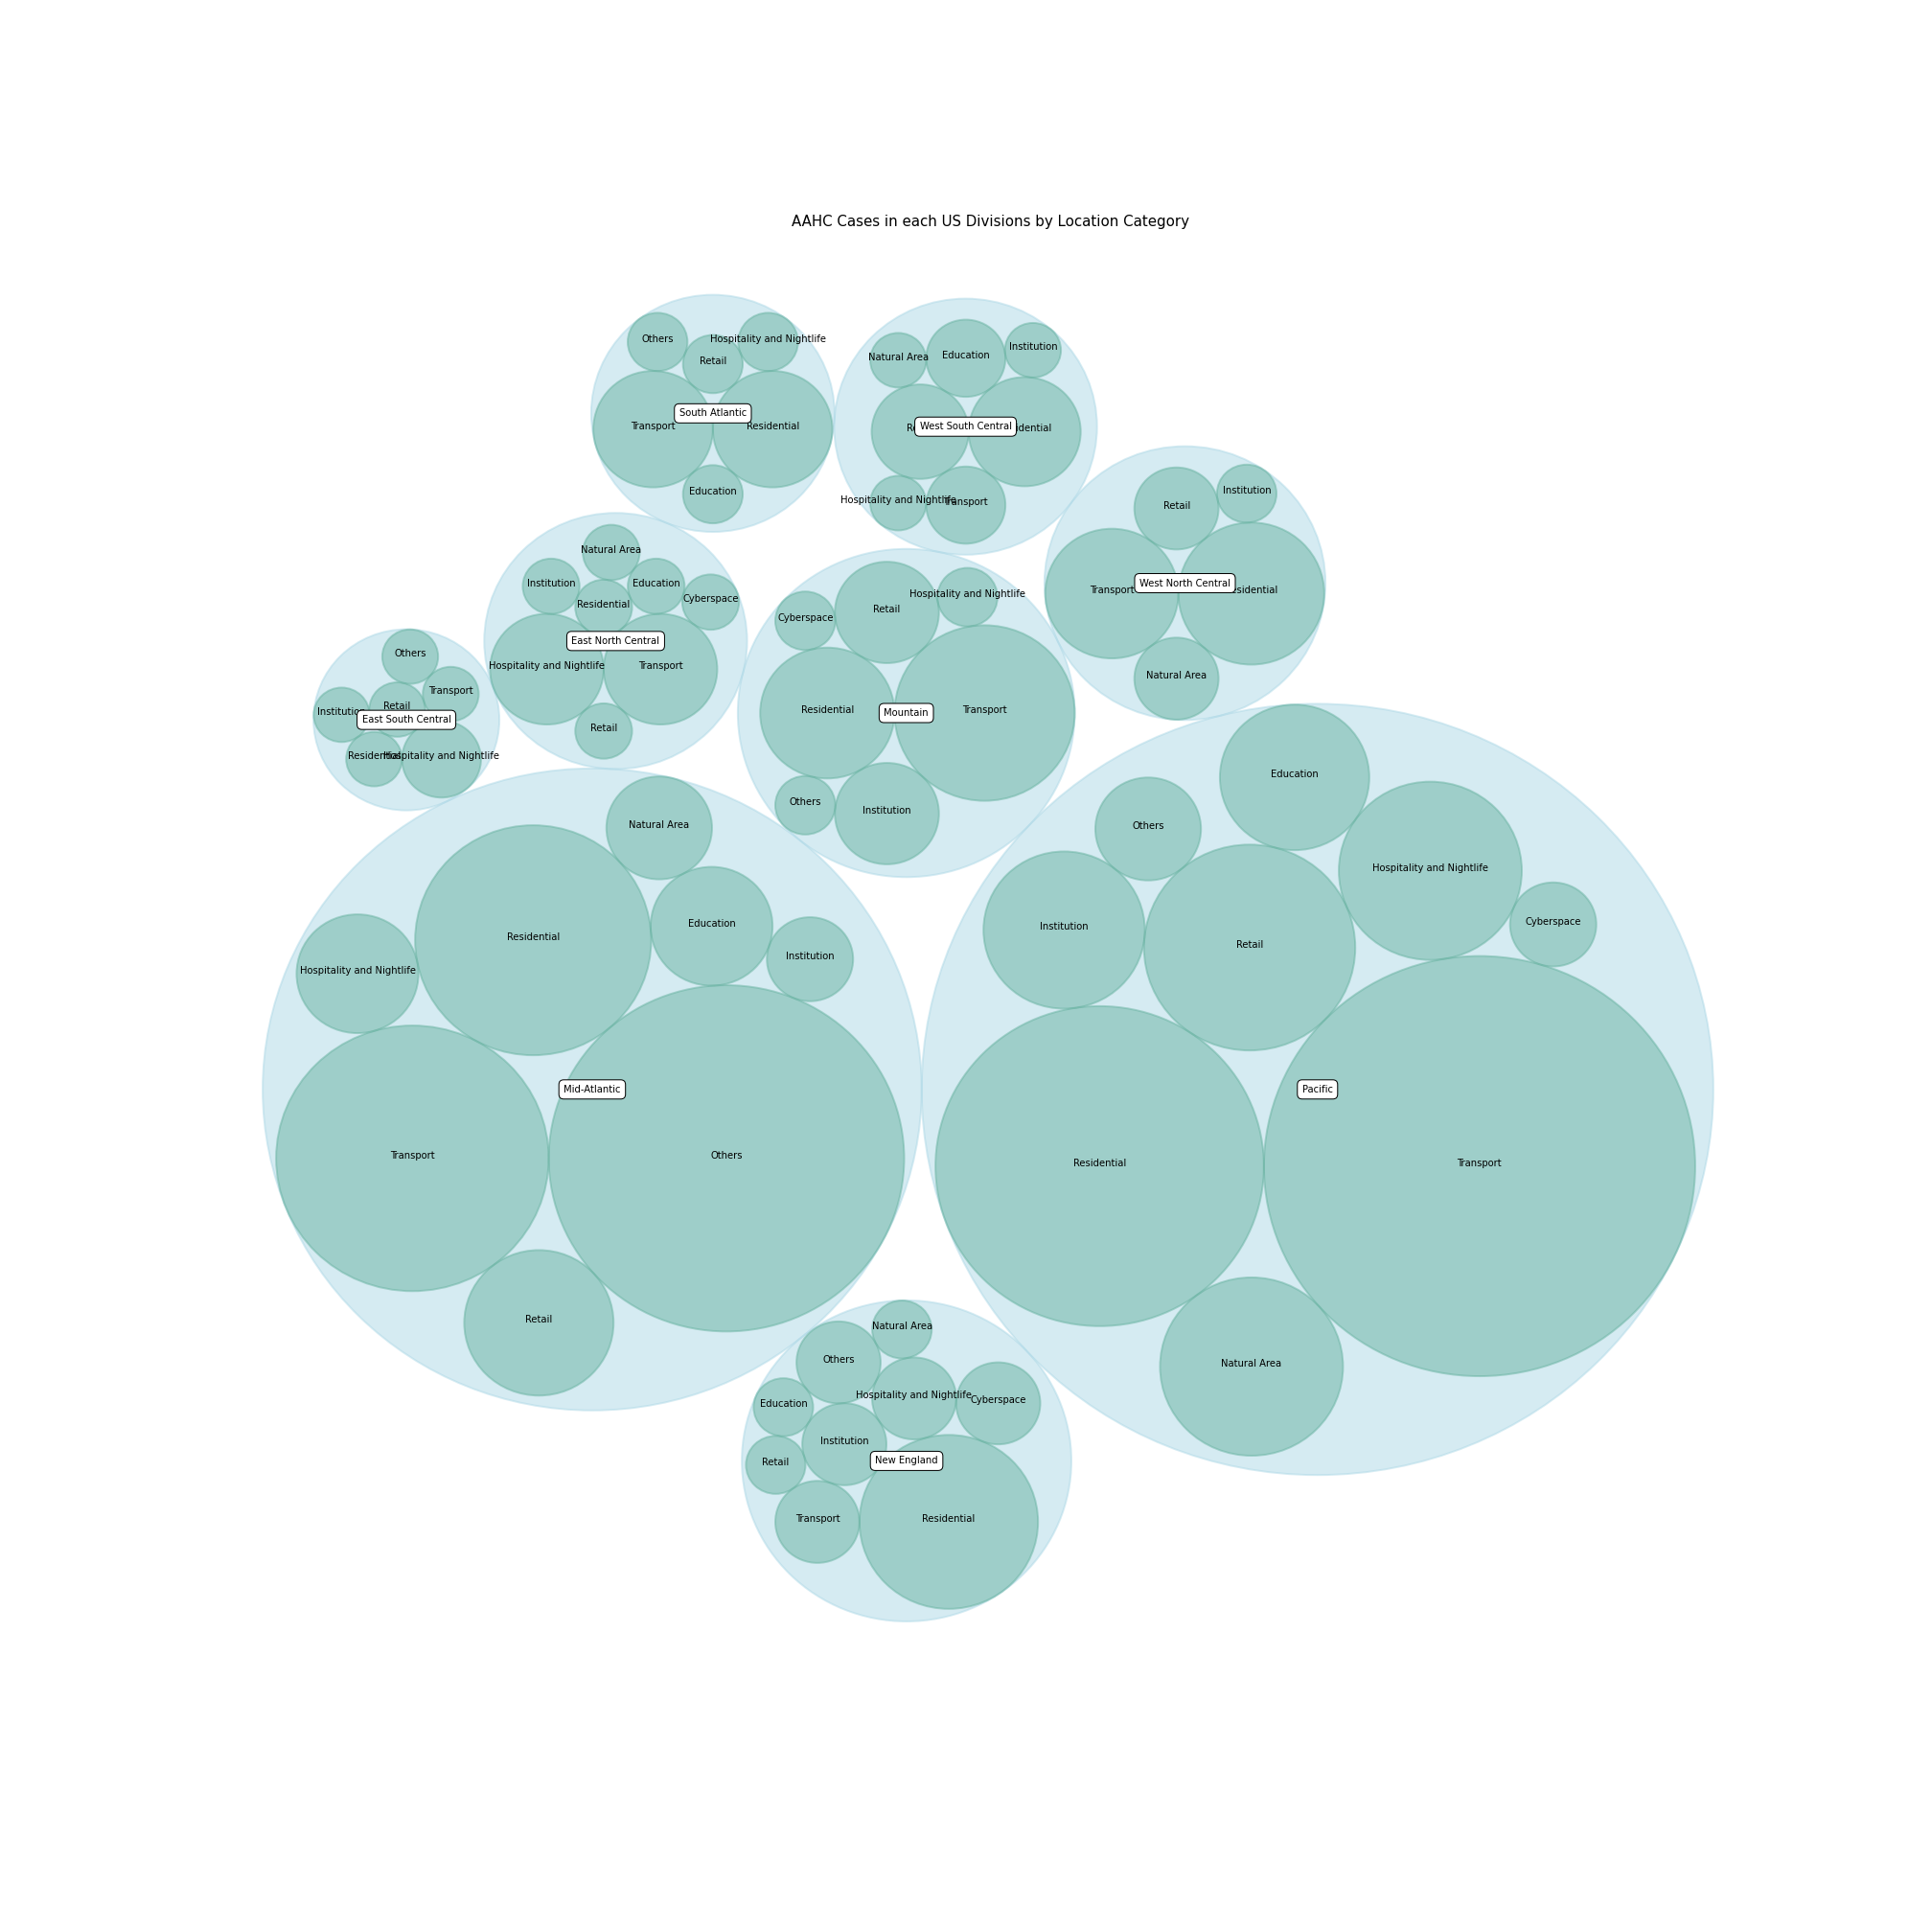 AAHC Cases in each US Divisions by Location Category
Others
Hospitality and Nightlife
Retail
South Atlantic
Transport
Residential
Education
Natural Area
Education
Institution
West South Central
Hospitality and Nightlife
Transport
Retail
Institution
West North Central
Transport
Natural Area
Natural Area
Institution
Education
Cyberspace
Residential
East North Central
Hospitality and Nightlife
Transport
Retail
Cyberspace
Retail
Hospitality and Nightlife
Residential
Mountain
Transport
Others
Institution
Others
Transport
Retail
Institution
East South Central
Residential
Hospitality and Nightlife
Natural Area
Residential
Education
Institution
Hospitality and Nightlife
Mid-Atlantic
Transport
Others
Retail
Education
Others
Hospitality and Nightlife
Cyberspace
Institution
Retail
Pacific
Residential
Transport
Natural Area
Natural Area
Others
Hospitality and Nightlife
Cyberspace
Education
Institution
New England
Retail
Transport
Residential